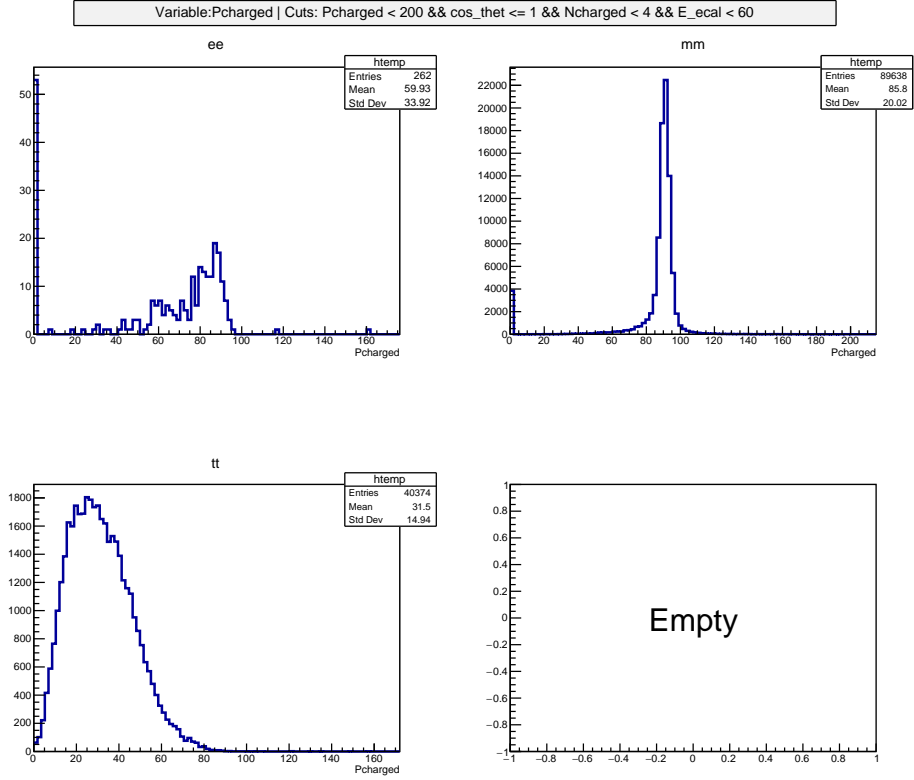 Variable:Pcharged | Cuts: Pcharged < 200 && cos_thet <= 1 && Ncharged < 4 && E_ecal < 60
ee
htemp
Entries 262
Mean 59.93
Std Dev 33.92
50
40
30
20
10
0
0 20 40 60 80 100 120 140 160
Pcharged
mm
htemp
Entries 89638
Mean 85.8
Std Dev 20.02
22000
20000
18000
16000
14000
12000
10000
8000
6000
4000
2000
0
0 20 40 60 80 100 120 140 160 180 200
Pcharged
tt
htemp
Entries 40374
Mean 31.5
Std Dev 14.94
1800
1600
1400
1200
1000
800
600
400
200
0
0 20 40 60 80 100 120 140 160
Pcharged
1
0.8
0.6
0.4
0.2
0
−0.2
−0.4
−0.6
−0.8
−1
Empty
−1 −0.8 −0.6 −0.4 −0.2 0 0.2 0.4 0.6 0.8 1